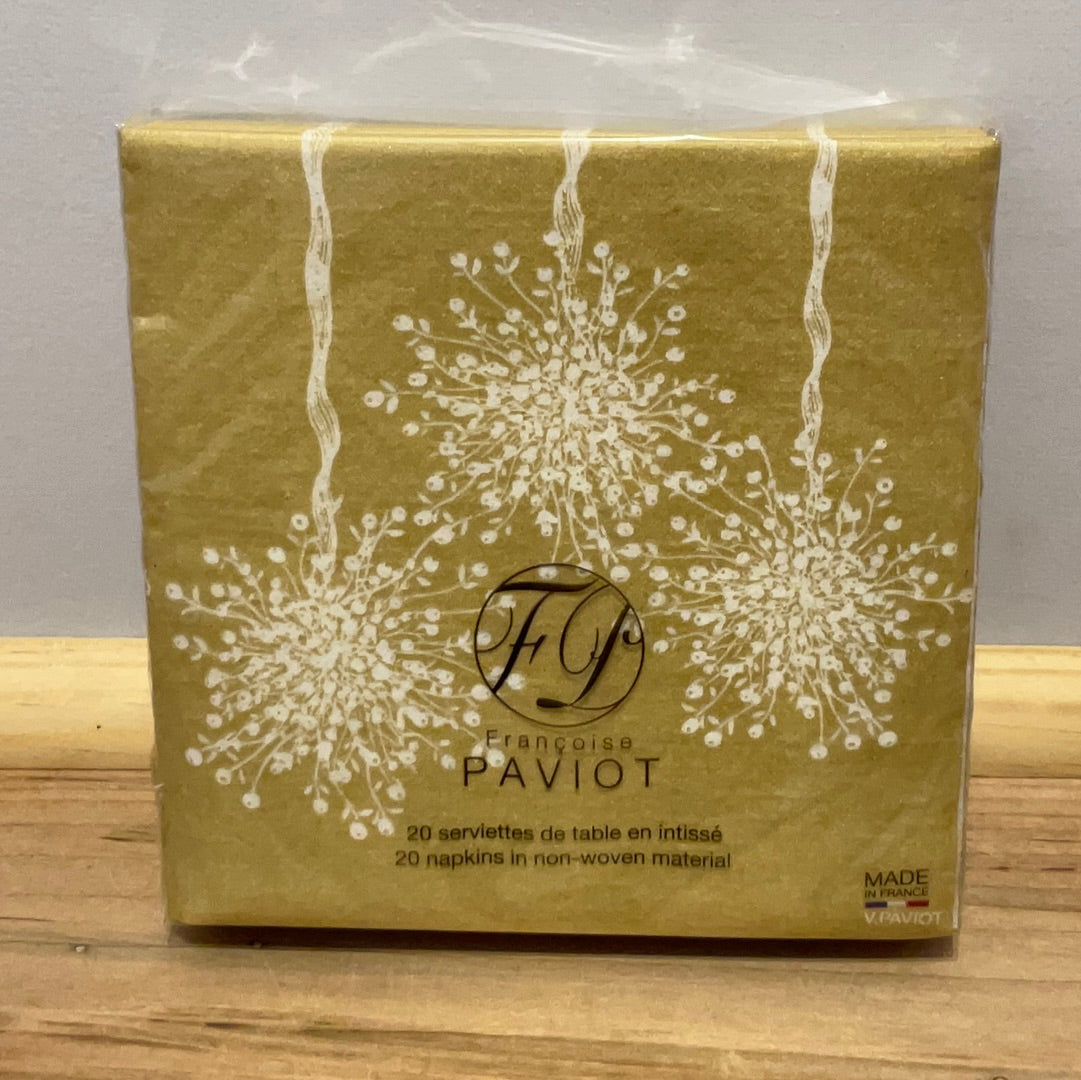 FP
Françoise
PAVIOT
20 serviettes de table en intissé
20 napkins in non-woven material
MADE
IN FRANCE
V.PAVIOT